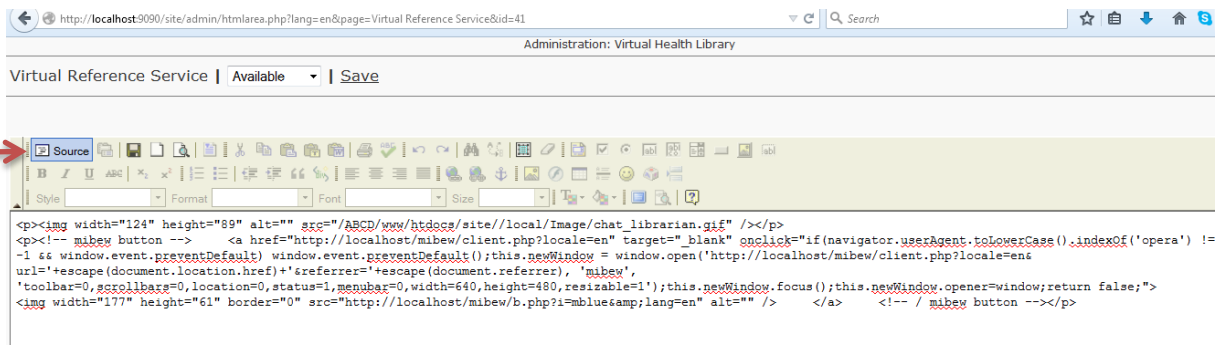 http://localhost:9090/site/admin/htmlarea.php?lang=en&page=Virtual Reference Service&id=41
Search
Administration: Virtual Health Library
Virtual Reference Service | Available | Save
Source
B I U ABC x₂ x²
Style Format Font Size
<p><img width="124" height="89" alt="" src="/ABCD/www/htdocs/site//local/Image/chat_librarian.gif" /></p>
<p><!-- mibew button --> <a href="http://localhost/mibew/client.php?locale=en" target="_blank" onclick="if(navigator.userAgent.toLowerCase().indexOf('opera') !=
-1 && window.event.preventDefault) window.event.preventDefault();this.newWindow = window.open('http://localhost/mibew/client.php?locale=en&
url='+escape(document.location.href)+'&referrer='+escape(document.referrer), 'mibew',
'toolbar=0,scrollbars=0,location=0,status=1,menubar=0,width=640,height=480,resizable=1');this.newWindow.focus();this.newWindow.opener=window;return false;">
<img width="177" height="61" border="0" src="http://localhost/mibew/b.php?i=mblue&amp;lang=en" alt="" /> </a> <!-- / mibew button --></p>